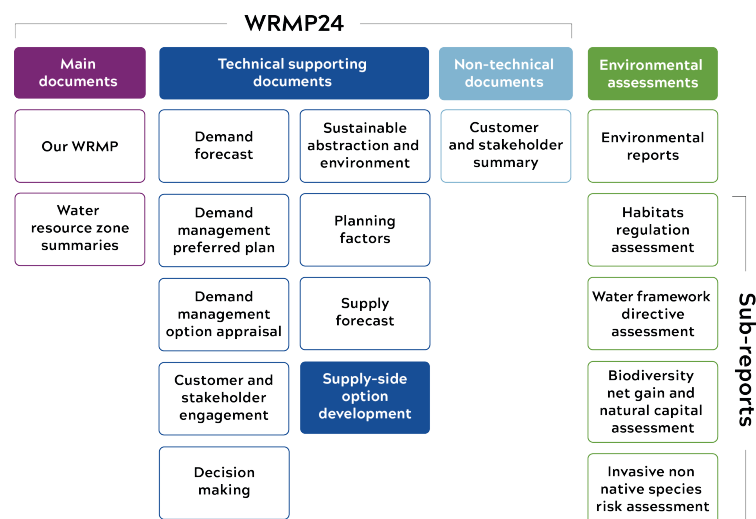 WRMP24
Main
documents
Technical supporting
documents
Non-technical
documents
Environmental
assessments
Our WRMP
Water
resource zone
summaries
Demand
forecast
Demand
management
preferred plan
Demand
management
option appraisal
Customer and
stakeholder
engagement
Decision
making
Sustainable
abstraction and
environment
Planning
factors
Supply
forecast
Supply-side
option
development
Customer
and stakeholder
summary
Environmental
reports
Habitats
regulation
assessment
Water framework
directive
assessment
Biodiversity
net gain and
natural capital
assessment
Invasive non
native species
risk assessment
Sub-reports